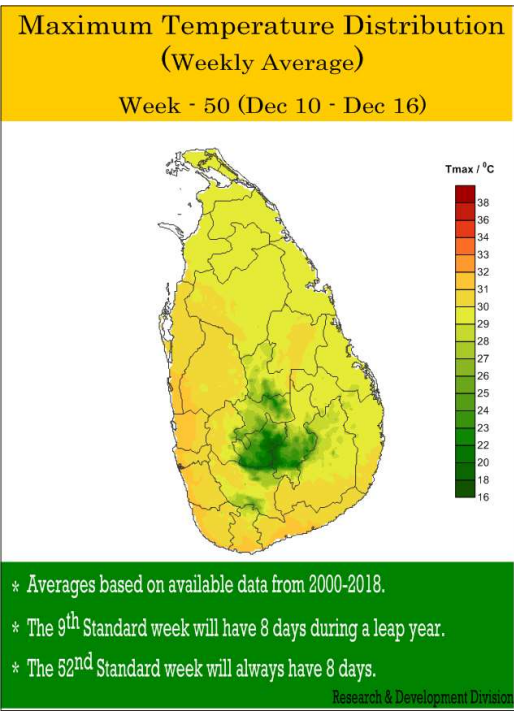 Maximum Temperature Distribution
(Weekly Average)
Week - 50 (Dec 10 - Dec 16)
Tmax / ⁰C
38
36
34
33
32
31
30
29
28
27
26
25
24
23
22
20
18
16
* Averages based on available data from 2000-2018.
* The 9th Standard week will have 8 days during a leap year.
* The 52nd Standard week will always have 8 days.
Research & Development Division